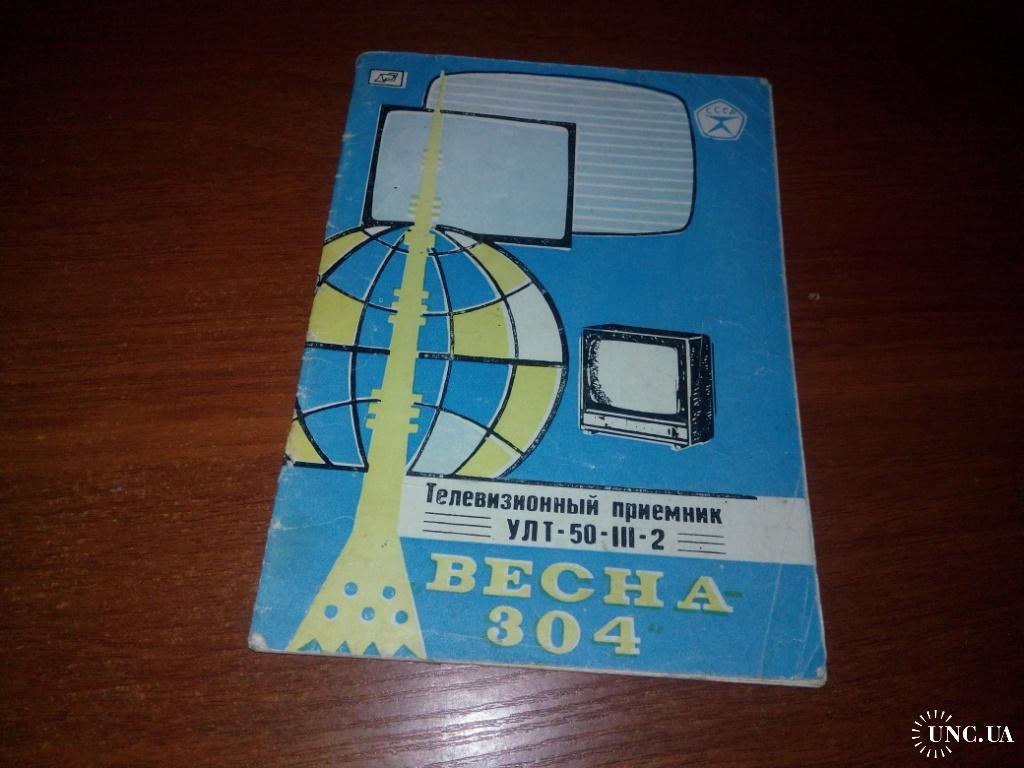 СССР
Телевизионный приемник
УЛТ-50-III-2
"ВЕСНА-
304"
UNC.UA